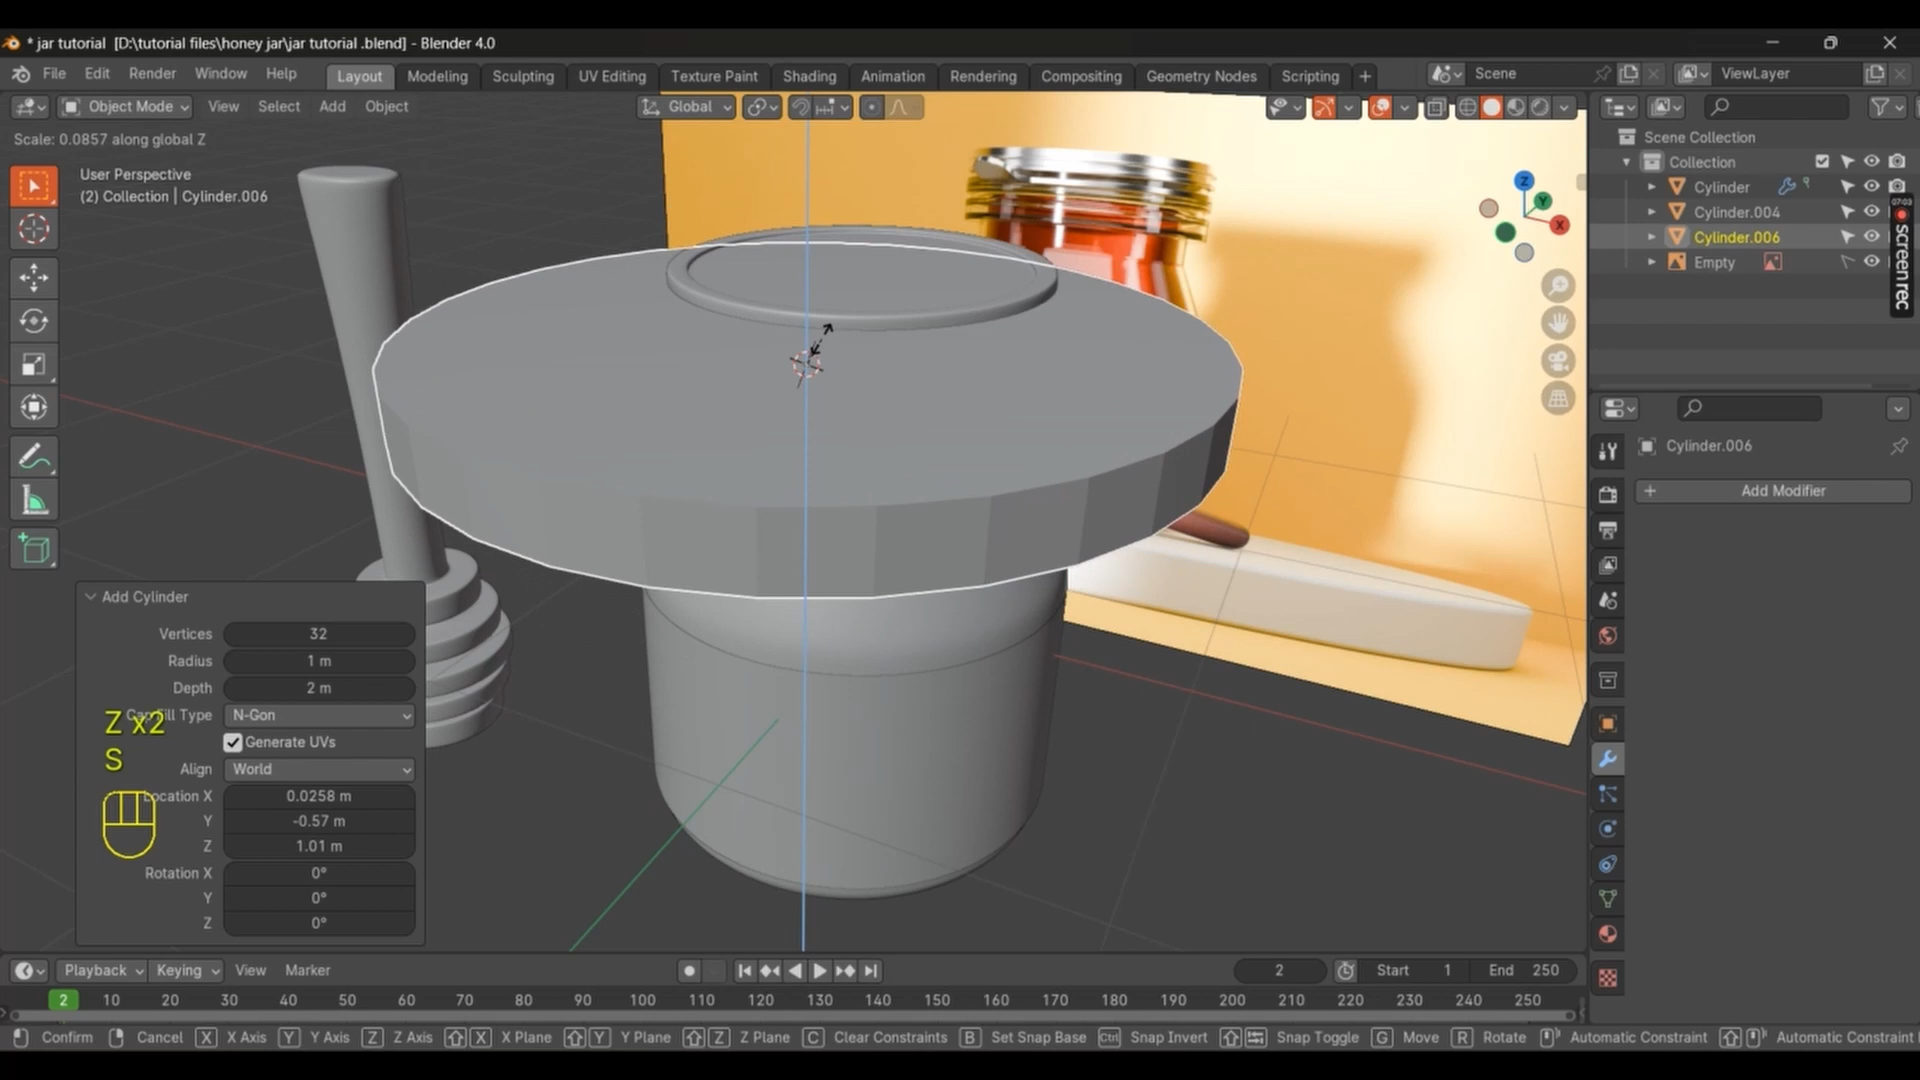 * jar tutorial [D:\tutorial files\honey jar\jar tutorial .blend] - Blender 4.0
File Edit Render Window Help Layout Modeling Sculpting UV Editing Texture Paint Shading Animation Rendering Compositing Geometry Nodes Scripting + Scene ViewLayer
Object Mode View Select Add Object Global
Scale: 0.0857 along global Z
User Perspective
(2) Collection | Cylinder.006
Z
Y
X
Scene Collection
Collection
Cylinder
Cylinder.004
Cylinder.006
Empty
07:03
screenrec
Cylinder.006
+ Add Modifier
Add Cylinder
Vertices 32
Radius 1 m
Depth 2 m
Cap Fill Type N-Gon
Z x2
Generate UVs
S
Align World
Location X 0.0258 m
Y -0.57 m
Z 1.01 m
Rotation X 0°
Y 0°
Z 0°
Playback Keying View Marker 2 Start 1 End 250
2 10 20 30 40 50 60 70 80 90 100 110 120 130 140 150 160 170 180 190 200 210 220 230 240 250
Confirm Cancel X X Axis Y Y Axis Z Z Axis X X Plane Y Y Plane Z Z Plane C Clear Constraints B Set Snap Base Ctrl Snap Invert Snap Toggle G Move R Rotate Automatic Constraint Automatic Constraint